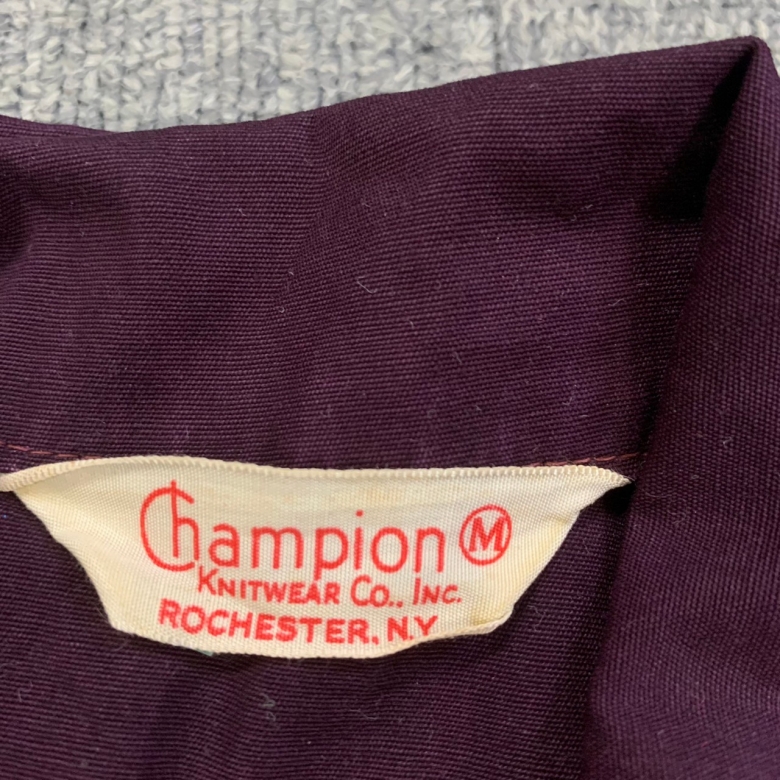 Champion M
KNITWEAR CO., INC.
ROCHESTER, N.Y